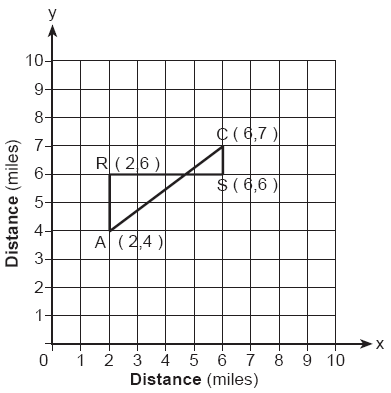 y
10
9
8
7
6
5
4
3
2
1
0 1 2 3 4 5 6 7 8 9 10
x
Distance (miles)
Distance (miles)
C ( 6,7 )
R ( 2,6 )
S ( 6,6 )
A ( 2,4 )